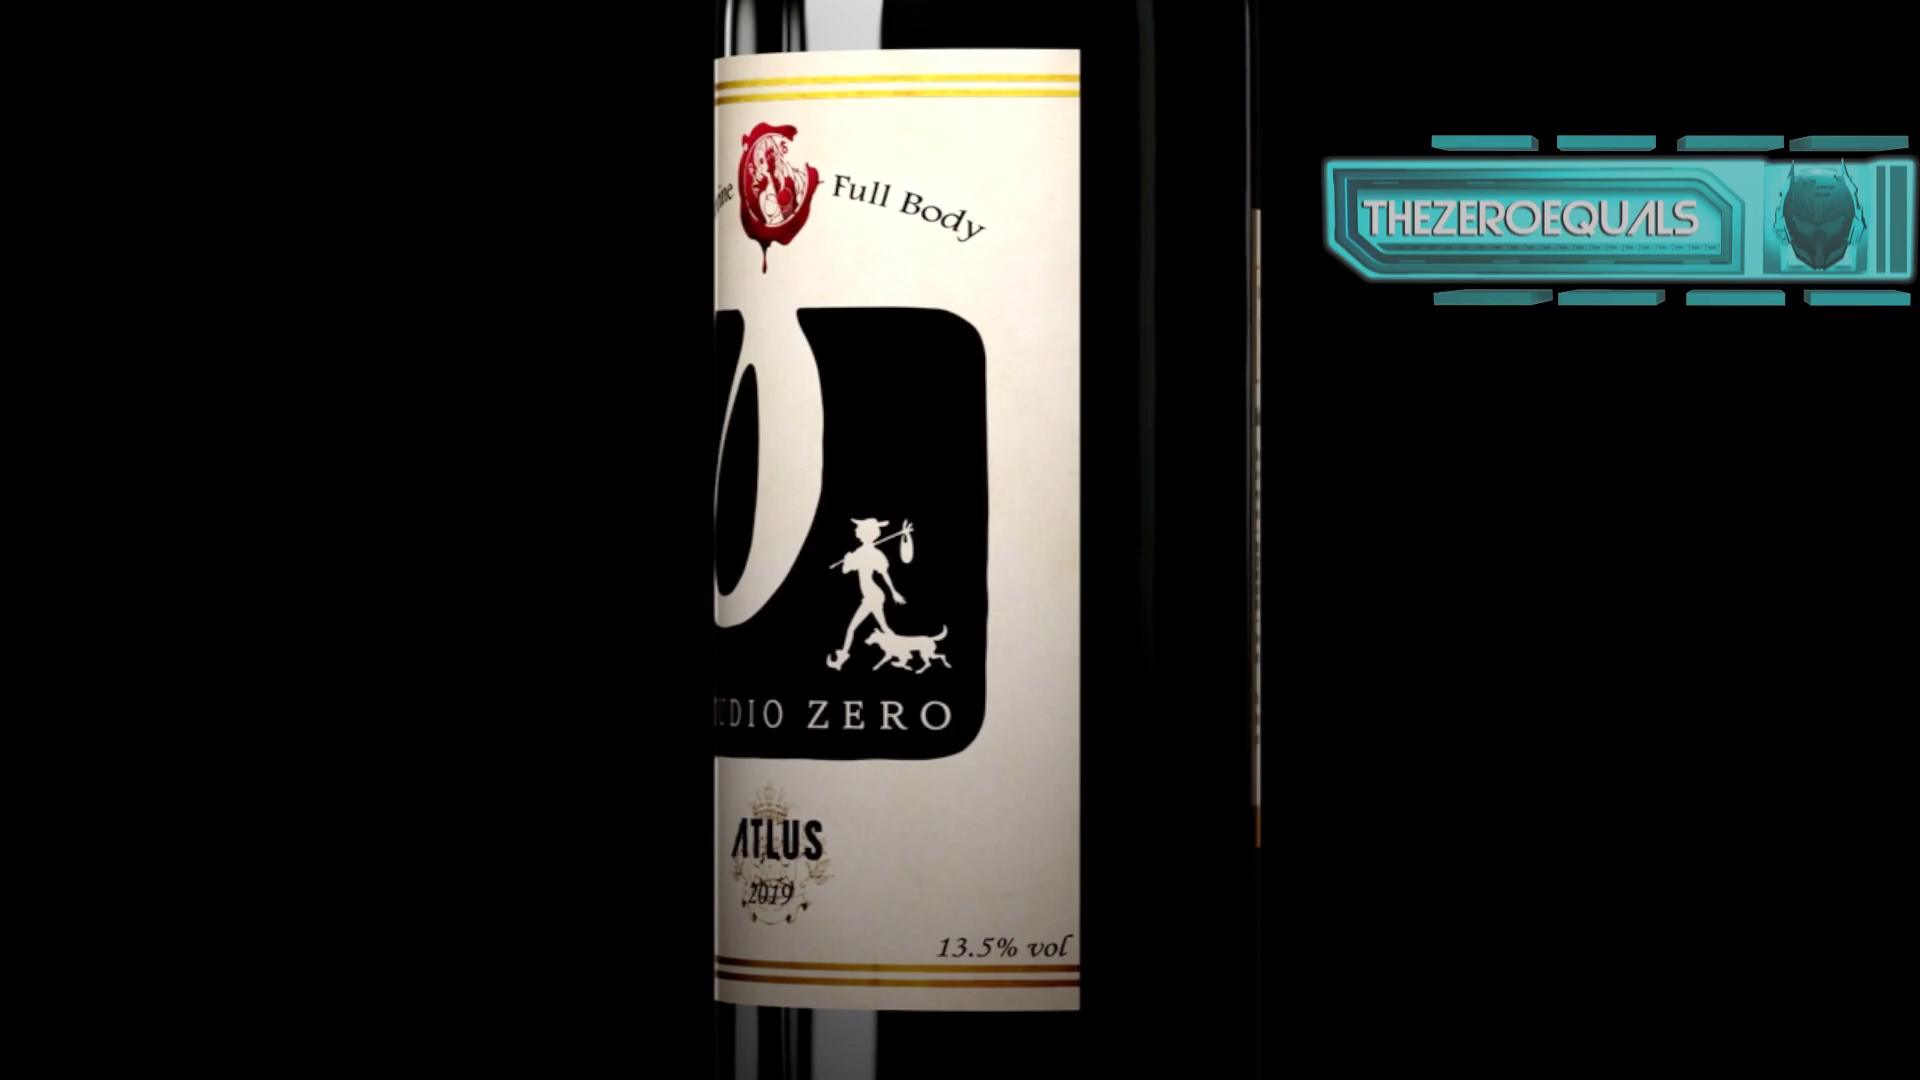 Full Body
THEZEROEQUALS
UDIO ZERO
ATLUS
2019
13.5% vol